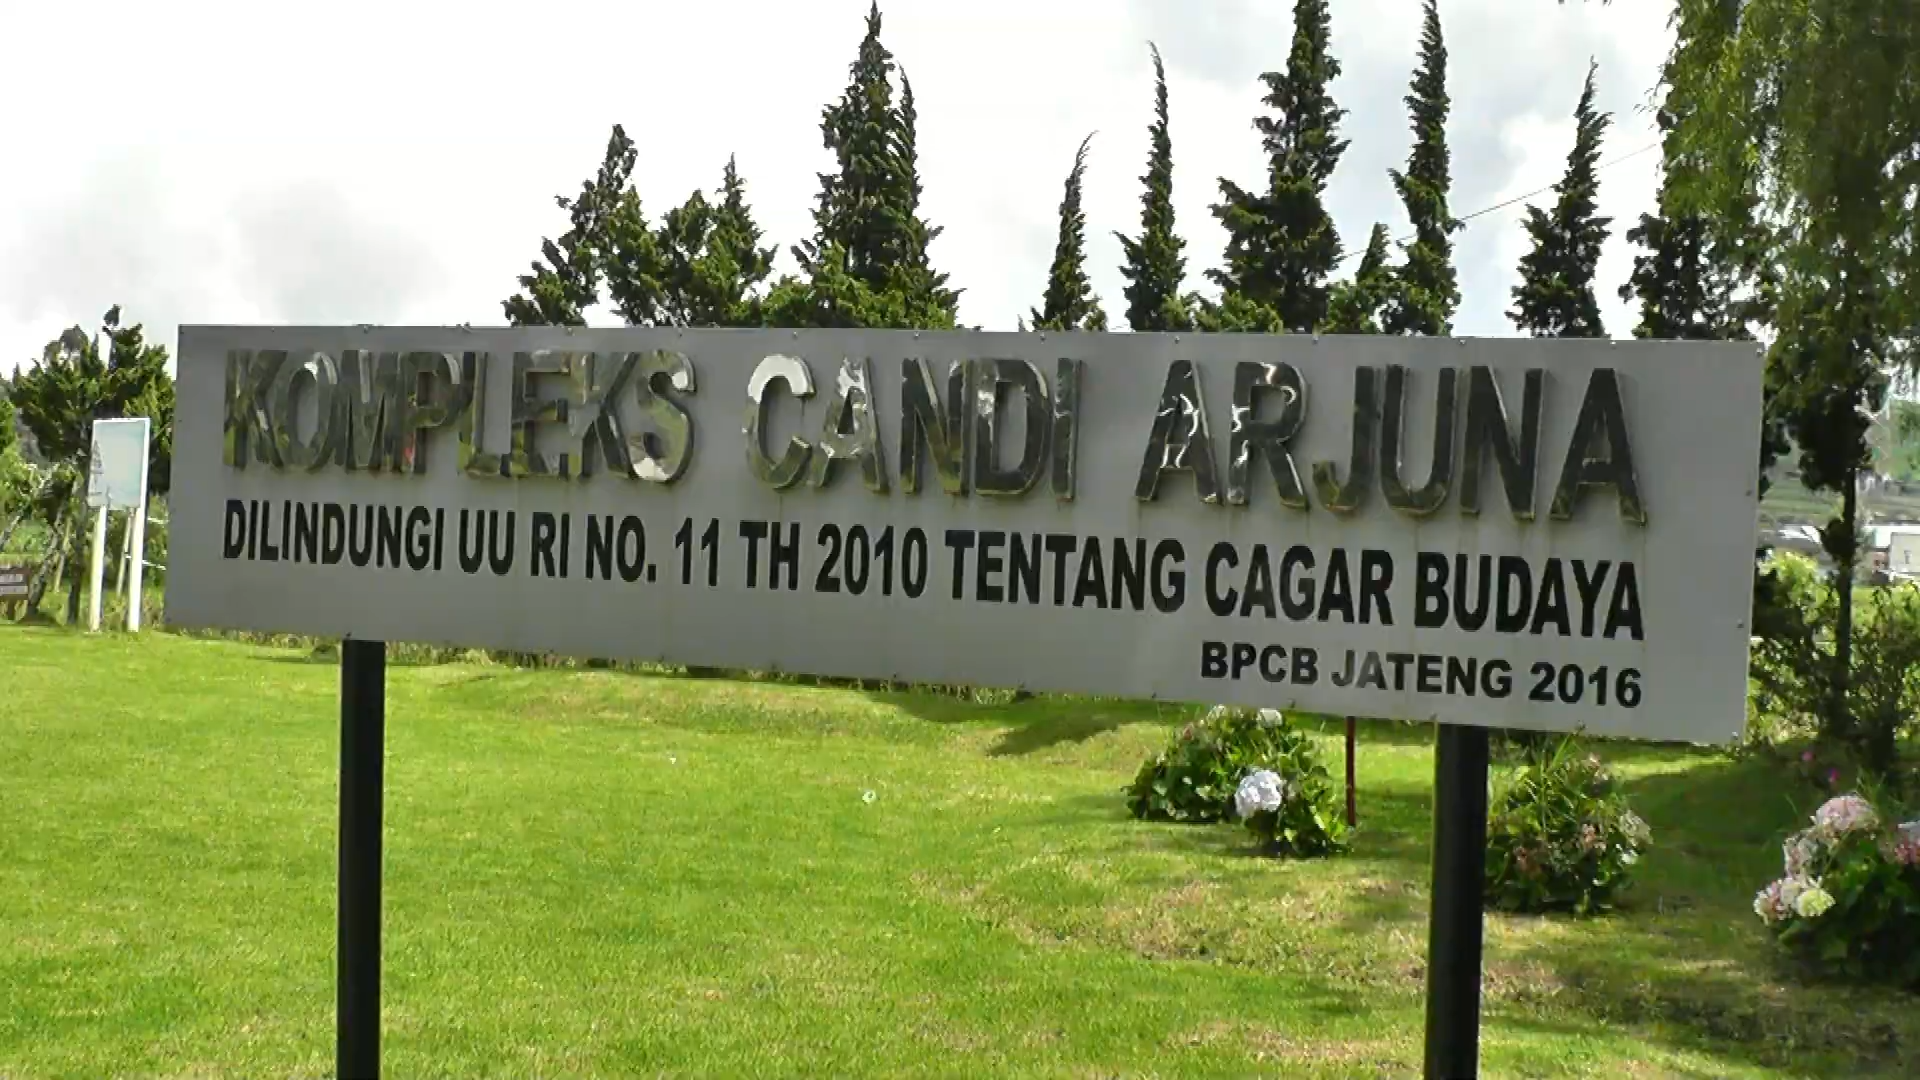 KOMPLEKS CANDI ARJUNA
DILINDUNGI UU RI NO. 11 TH 2010 TENTANG CAGAR BUDAYA
BPCB JATENG 2016